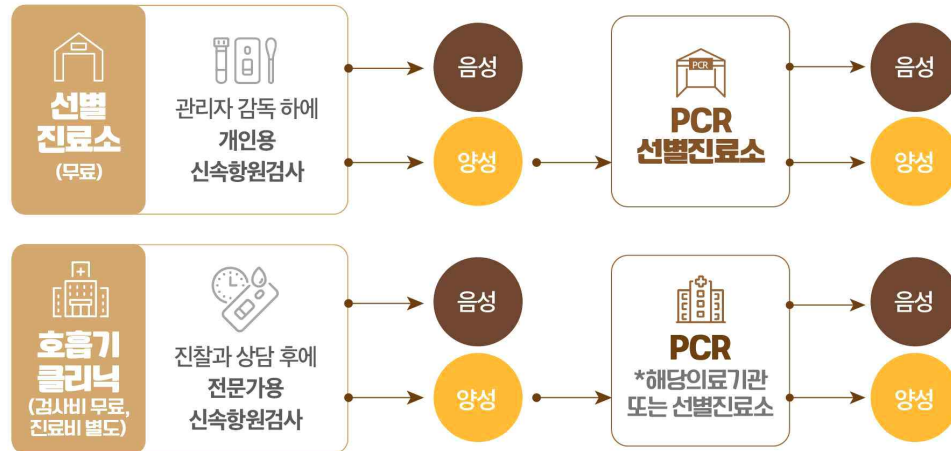 선별
진료소
(무료)
관리자 감독 하에
개인용
신속항원검사
음성
양성
PCR
PCR
선별진료소
음성
양성
호흡기
클리닉
(검사비 무료,
진료비 별도)
진찰과 상담 후에
전문가용
신속항원검사
음성
양성
PCR
*해당의료기관
또는 선별진료소
음성
양성